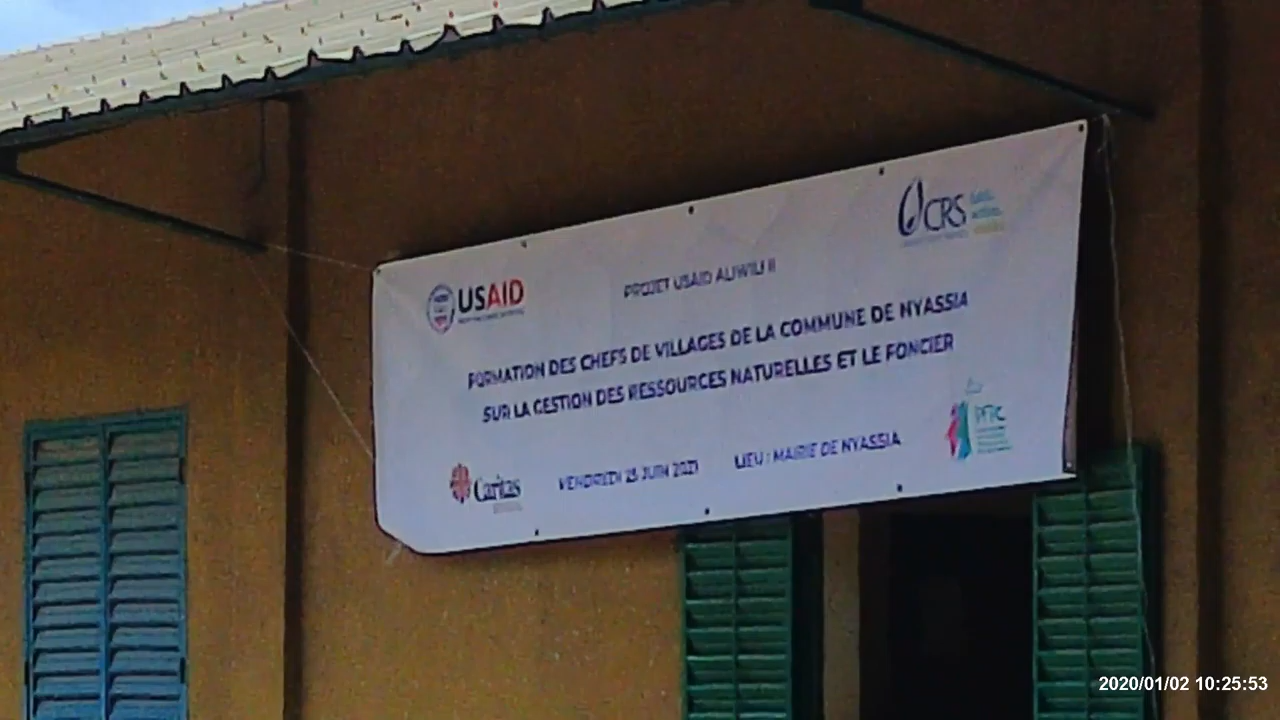 USAID
CRS
PROJET USAID ALIWILI II
FORMATION DES CHEFS DE VILLAGES DE LA COMMUNE DE NYASSIA
SUR LA GESTION DES RESSOURCES NATURELLES ET LE FONCIER
Caritas
VENDREDI 25 JUIN 2021
LIEU : MAIRIE DE NYASSIA
2020/01/02 10:25:53